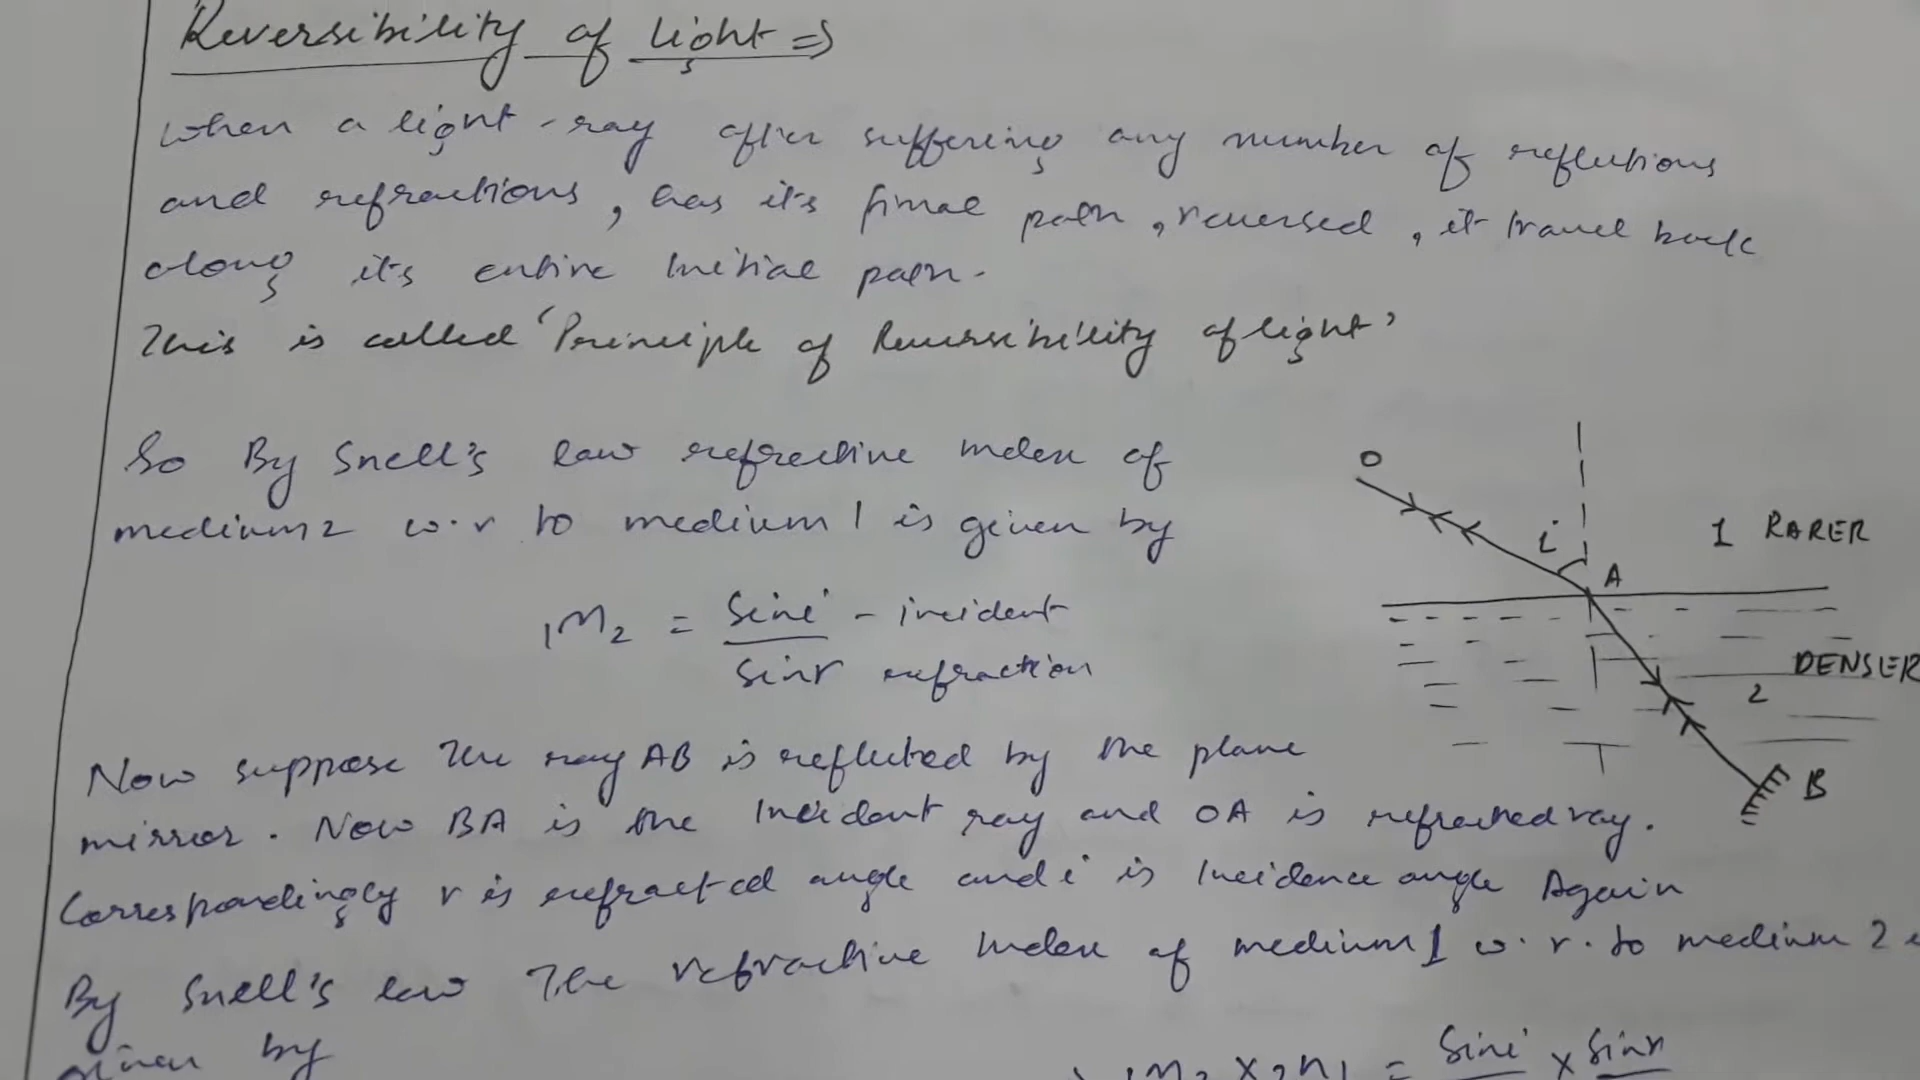 Reversibility of light ⇒
When a light-ray after suffering any number of reflections
and refractions, has it's final path, reversed, it travel back
along it's entire initial path.
This is called 'Principle of Reversibility of light'
So By Snell's law refrective index of
medium 2 w.r to medium 1 is given by
1m2 = sini - incident
sinr refraction
O
i
A
1 RARER
DENSER
2
B
Now suppose the ray AB is reflected by the plane
mirror. Now BA is the Incident ray and OA is refracted ray.
Correspondingly r is refracted angle and i is Incidence angle Again
By Snell's law The refractive index of medium 1 w.r.to medium 2
given by
1m2 x 2n1 = sini x sinr